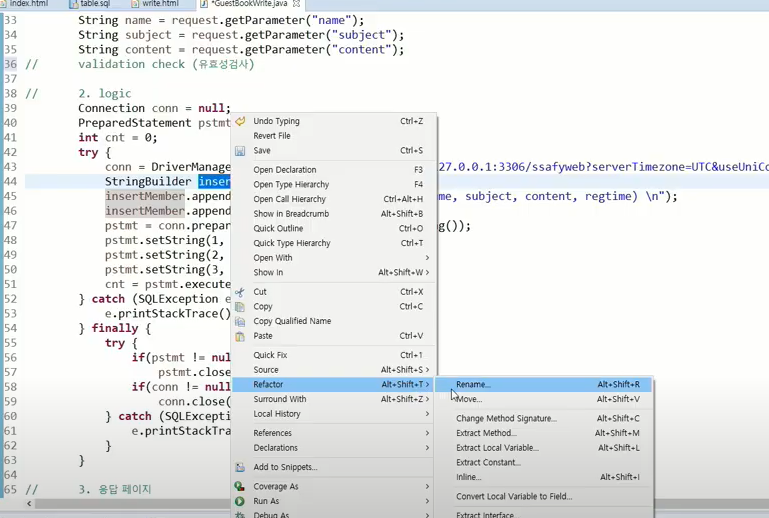 index.html table.sql write.html *GuestBookWrite.java
33 String name = request.getParameter("name");
34 String subject = request.getParameter("subject");
35 String content = request.getParameter("content");
36 // validation check (유효성검사)
37
38 // 2. logic
39 Connection conn = null;
40 PreparedStatement pstmt
41 int cnt = 0;
42 try {
43 conn = DriverManage 27.0.0.1:3306/ssafyweb?serverTimezone=UTC&useUniCo
44 StringBuilder inser
45 insertMember.append me, subject, content, regtime) \n");
46 insertMember.append
47 pstmt = conn.prepar g());
48 pstmt.setString(1,
49 pstmt.setString(2,
50 pstmt.setString(3,
51 cnt = pstmt.execute
52 } catch (SQLException e
53 e.printStackTrace()
54 } finally {
55 try {
56 if(pstmt != nul
57 pstmt.close
58 if(conn != null
59 conn.close(
60 } catch (SQLExcepti
61 e.printStackTra
62 }
63 }
64
65 // 3. 응답 페이지
Undo Typing Ctrl+Z
Revert File
Save Ctrl+S
Open Declaration F3
Open Type Hierarchy F4
Open Call Hierarchy Ctrl+Alt+H
Show in Breadcrumb Alt+Shift+B
Quick Outline Ctrl+O
Quick Type Hierarchy Ctrl+T
Open With >
Show In Alt+Shift+W >
Cut Ctrl+X
Copy Ctrl+C
Copy Qualified Name
Paste Ctrl+V
Quick Fix Ctrl+1
Source Alt+Shift+S >
Refactor Alt+Shift+T >
Surround With Alt+Shift+Z >
Local History >
References >
Declarations >
Add to Snippets...
Coverage As >
Run As >
Debug As >
Rename... Alt+Shift+R
Move... Alt+Shift+V
Change Method Signature... Alt+Shift+C
Extract Method... Alt+Shift+M
Extract Local Variable... Alt+Shift+L
Extract Constant...
Inline... Alt+Shift+I
Convert Local Variable to Field...
Extract Interface...